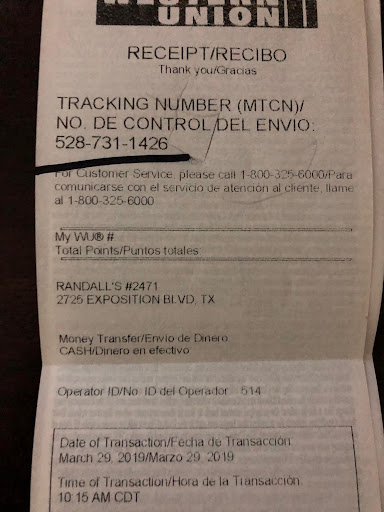 WESTERN
UNION
RECEIPT/RECIBO
Thank you/Gracias
TRACKING NUMBER (MTCN)/
NO. DE CONTROL DEL ENVIO:
528-731-1426
For Customer Service, please call 1-800-325-6000/Para
comunicarse con el servicio de atención al cliente, llame
al 1-800-325-6000
My WU® #
Total Points/Puntos totales
RANDALL'S #2471
2725 EXPOSITION BLVD, TX
Money Transfer/Envio de Dinero
CASH/Dinero en efectivo
Operator ID/No. ID del Operador: 514
Date of Transaction/Fecha de Transacción:
March 29, 2019/Marzo 29, 2019
Time of Transaction/Hora de la Transacción:
10:15 AM CDT